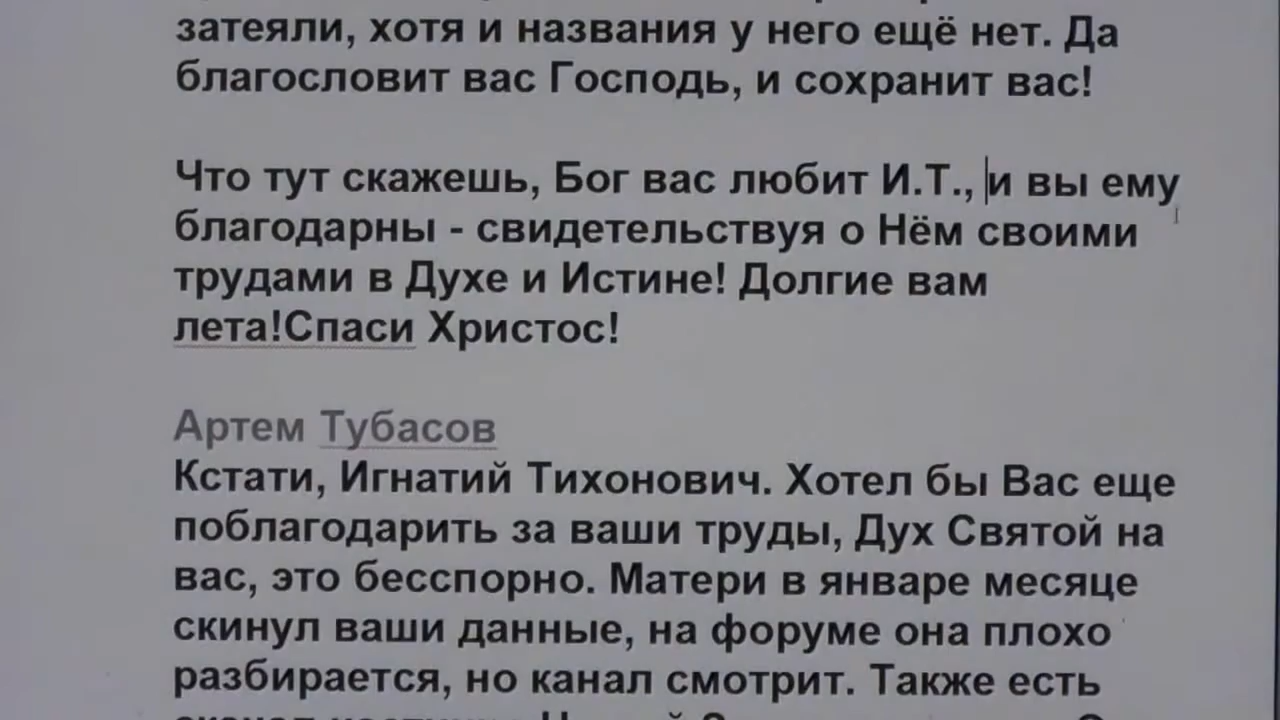 затеяли, хотя и названия у него ещё нет. Да
благословит вас Господь, и сохранит вас!
Что тут скажешь, Бог вас любит И.Т., и вы ему
благодарны - свидетельствуя о Нём своими
трудами в Духе и Истине! Долгие вам
лета!Спаси Христос!
Артем Тубасов
Кстати, Игнатий Тихонович. Хотел бы Вас еще
поблагодарить за ваши труды, Дух Святой на
вас, это бесспорно. Матери в январе месяце
скинул ваши данные, на форуме она плохо
разбирается, но канал смотрит. Также есть